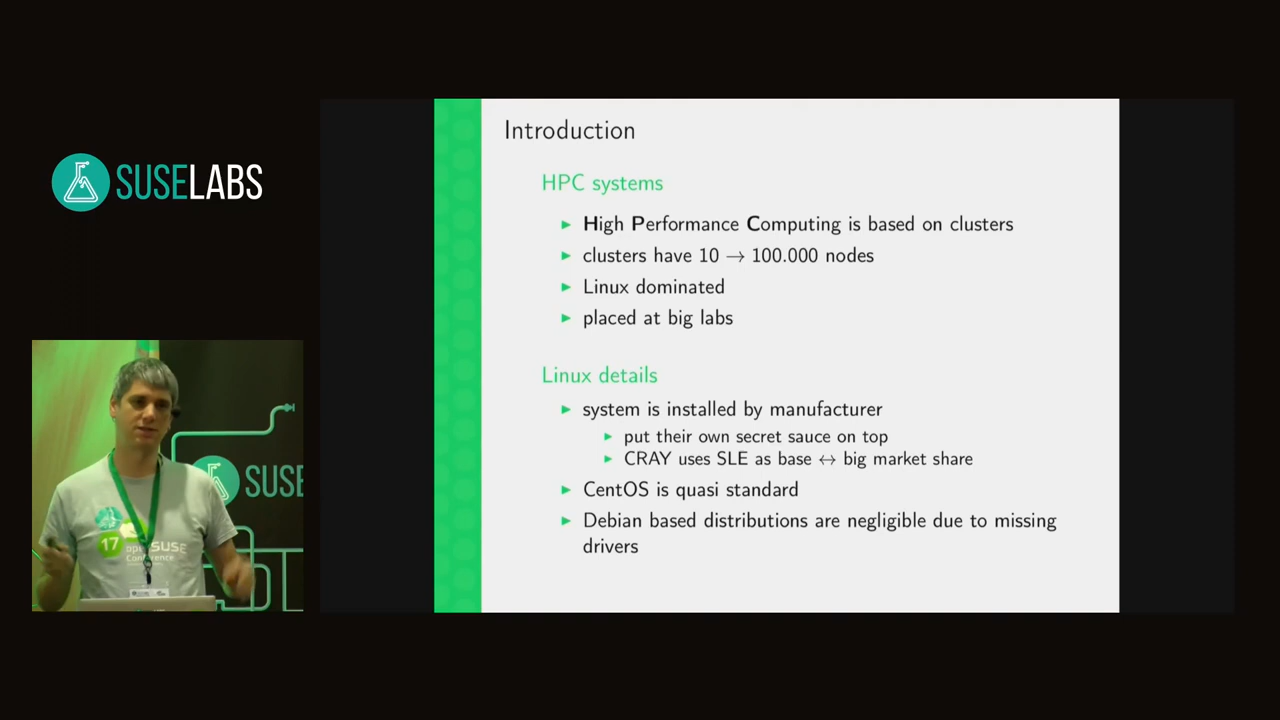 SUSELABS
Introduction
HPC systems
High Performance Computing is based on clusters
clusters have 10 → 100.000 nodes
Linux dominated
placed at big labs
Linux details
system is installed by manufacturer
put their own secret sauce on top
CRAY uses SLE as base ↔ big market share
CentOS is quasi standard
Debian based distributions are negligible due to missing
drivers
SUSE
17
openSUSE
Conference